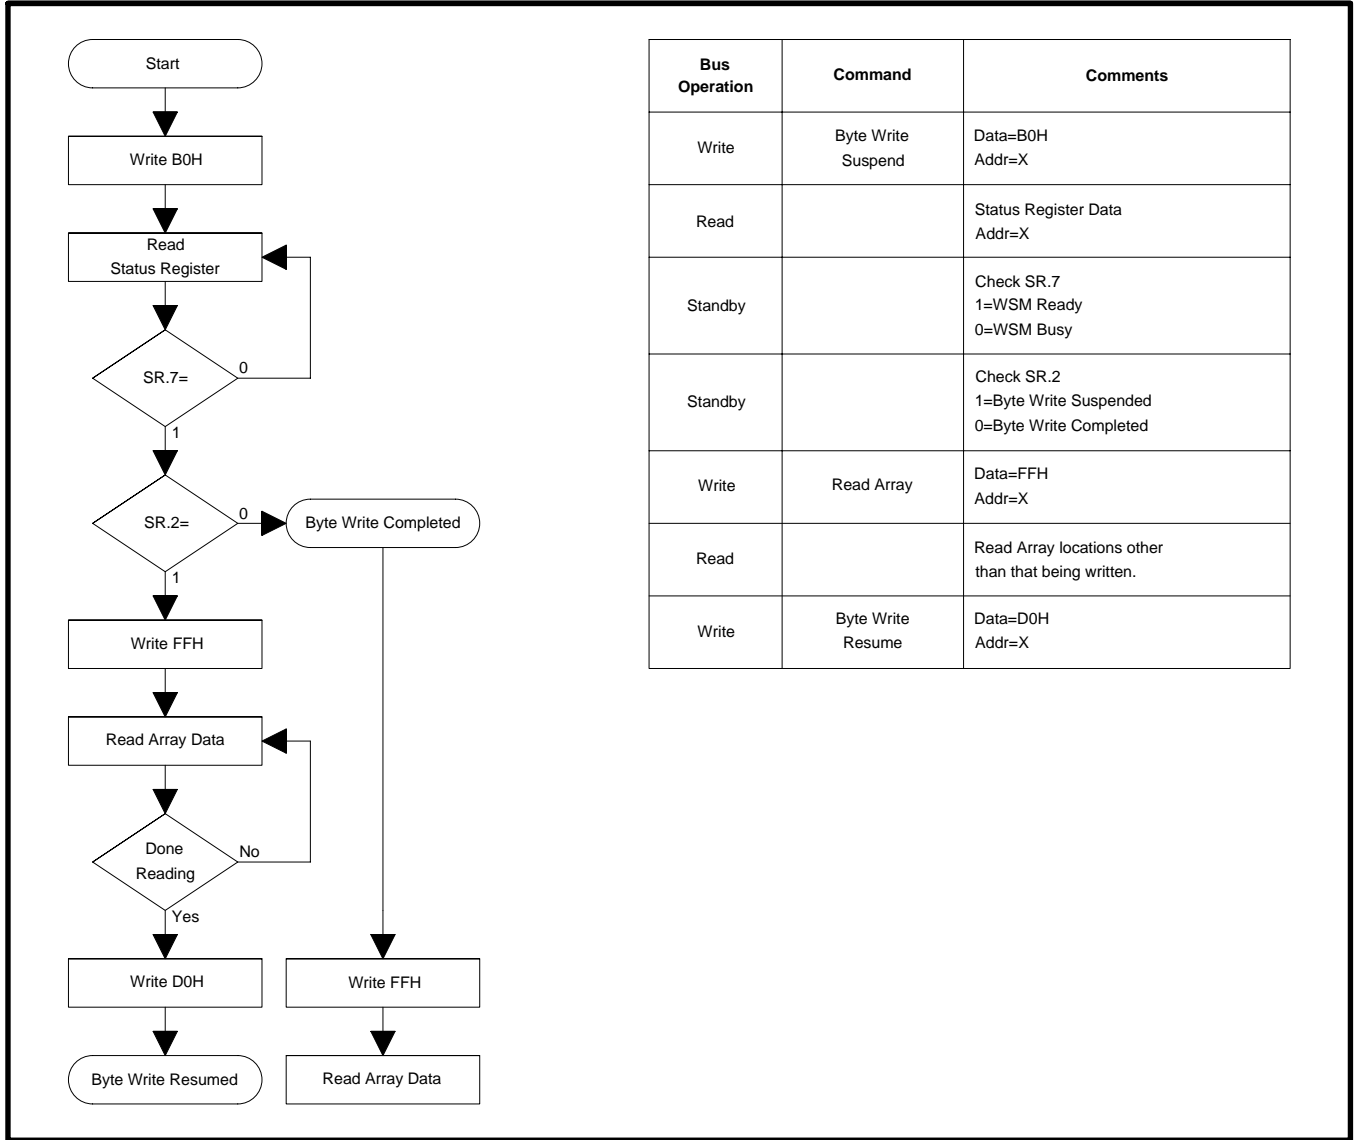 Start
Write B0H
Read
Status Register
SR.7=
0
1
SR.2=
0
Byte Write Completed
1
Write FFH
Read Array Data
Done
Reading
No
Yes
Write D0H
Write FFH
Byte Write Resumed
Read Array Data
Bus
Operation
Command
Comments
Write
Byte Write
Suspend
Data=B0H
Addr=X
Read
Status Register Data
Addr=X
Standby
Check SR.7
1=WSM Ready
0=WSM Busy
Standby
Check SR.2
1=Byte Write Suspended
0=Byte Write Completed
Write
Read Array
Data=FFH
Addr=X
Read
Read Array locations other
than that being written.
Write
Byte Write
Resume
Data=D0H
Addr=X